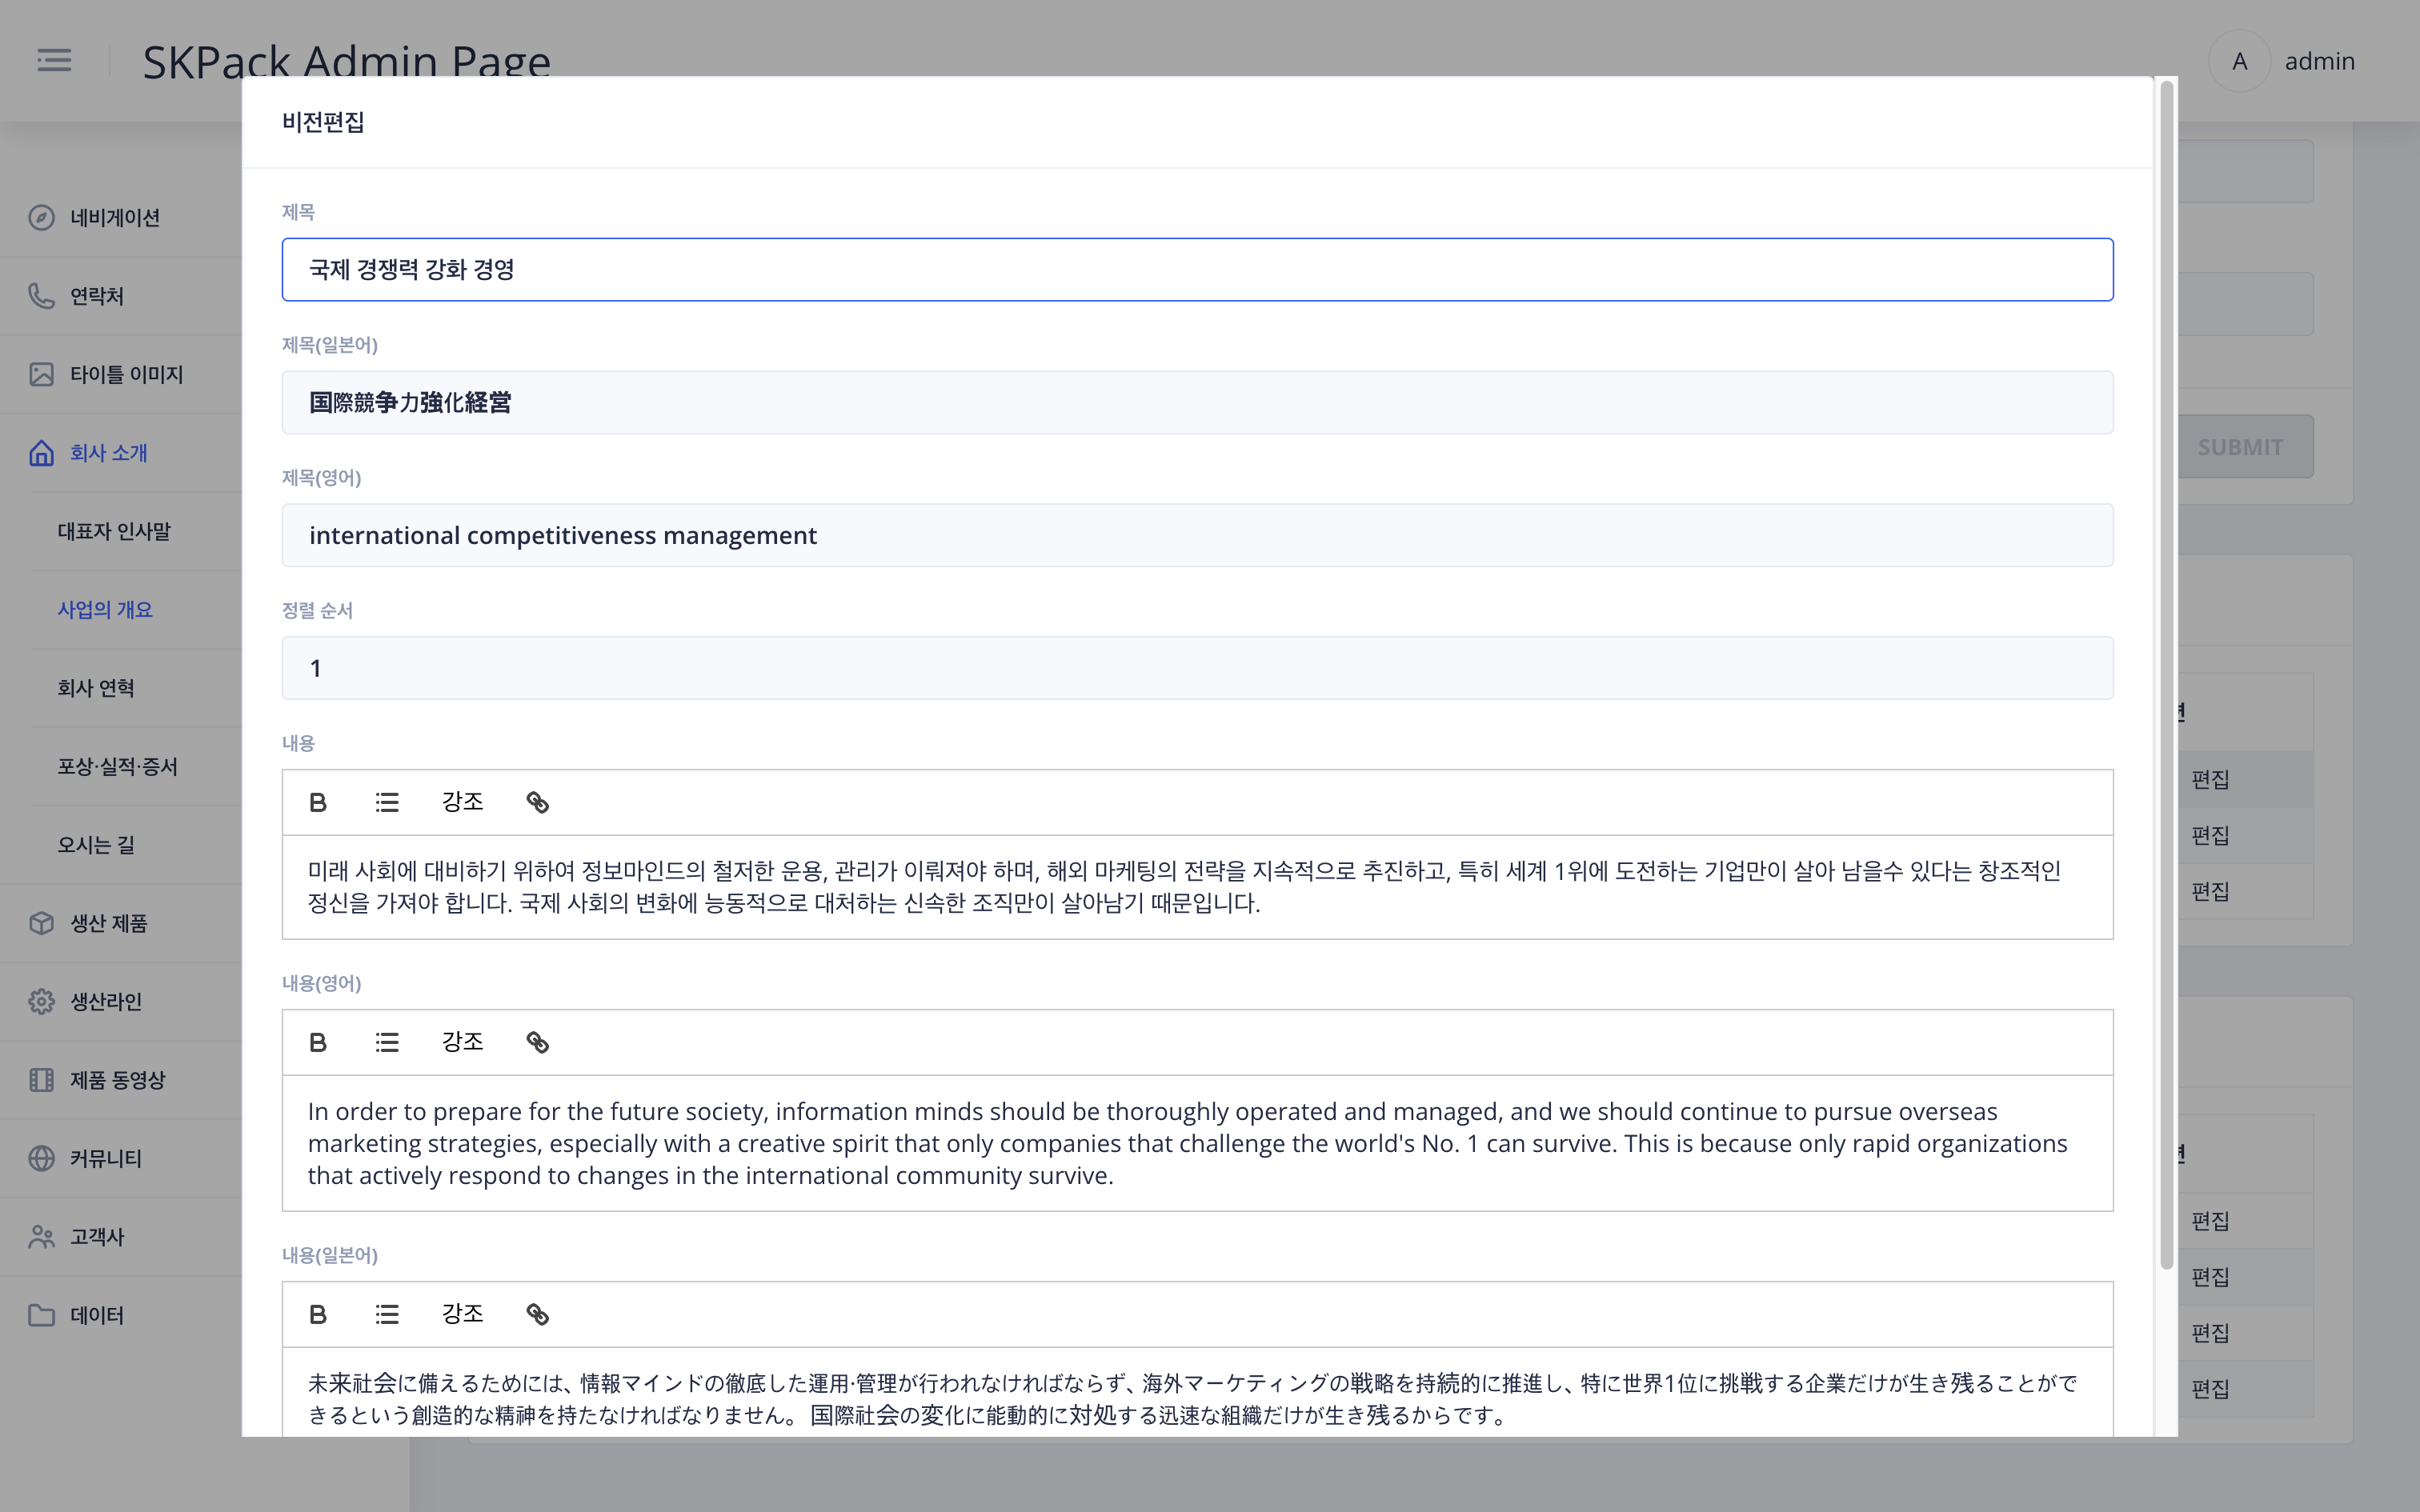 SKPack Admin Page
A
admin
네비게이션
연락처
타이틀 이미지
회사 소개
대표자 인사말
사업의 개요
회사 연혁
포상·실적·증서
오시는 길
생산 제품
생산라인
제품 동영상
커뮤니티
고객사
데이터
비전편집
제목
국제 경쟁력 강화 경영
제목(일본어)
国際競争力強化経営
제목(영어)
international competitiveness management
정렬 순서
1
내용
B
강조
미래 사회에 대비하기 위하여 정보마인드의 철저한 운용, 관리가 이뤄져야 하며, 해외 마케팅의 전략을 지속적으로 추진하고, 특히 세계 1위에 도전하는 기업만이 살아 남을수 있다는 창조적인
정신을 가져야 합니다. 국제 사회의 변화에 능동적으로 대처하는 신속한 조직만이 살아남기 때문입니다.
내용(영어)
B
강조
In order to prepare for the future society, information minds should be thoroughly operated and managed, and we should continue to pursue overseas
marketing strategies, especially with a creative spirit that only companies that challenge the world's No. 1 can survive. This is because only rapid organizations
that actively respond to changes in the international community survive.
내용(일본어)
B
강조
未来社会に備えるためには、情報マインドの徹底した運用·管理が行われなければならず、海外マーケティングの戦略を持続的に推進し、特に世界1位に挑戦する企業だけが生き残ることがで
きるという創造的な精神を持たなければなりません。 国際社会の変化に能動的に対処する迅速な組織だけが生き残るからです。
SUBMIT
편집
편집
편집
편집
편집
편집
편집